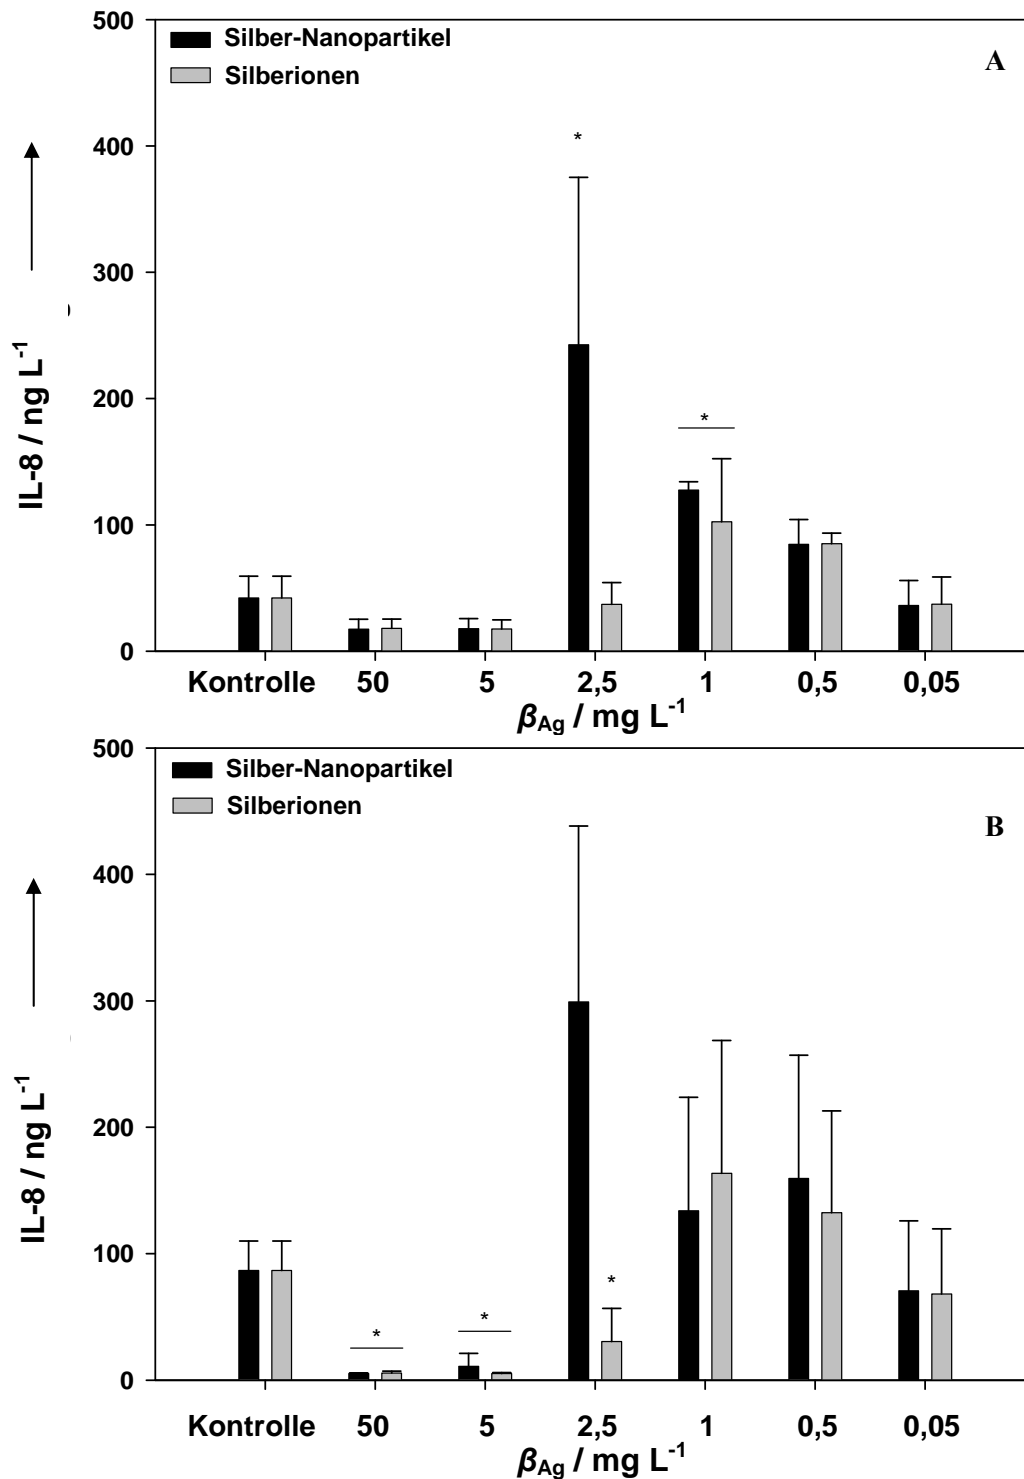 500
Silber-Nanopartikel
A
Silberionen
400
*
300
IL-8 / ng L-1
200
*
100
0
Kontrolle 50 5 2,5 1 0,5 0,05
βAg / mg L-1
500
Silber-Nanopartikel
Silberionen
B
400
300
IL-8 / ng L-1
200
100
*
*
*
0
Kontrolle 50 5 2,5 1 0,5 0,05
βAg / mg L-1